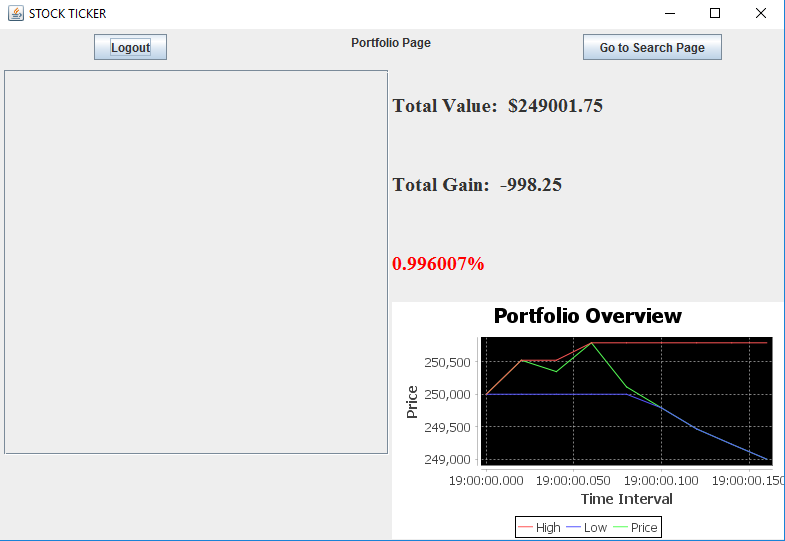 STOCK TICKER
Logout
Portfolio Page
Go to Search Page
Total Value: $249001.75
Total Gain: -998.25
0.996007%
Portfolio Overview
250,500
250,000
249,500
249,000
Price
19:00:00.000 19:00:00.050 19:00:00.100 19:00:00.150
Time Interval
High Low Price